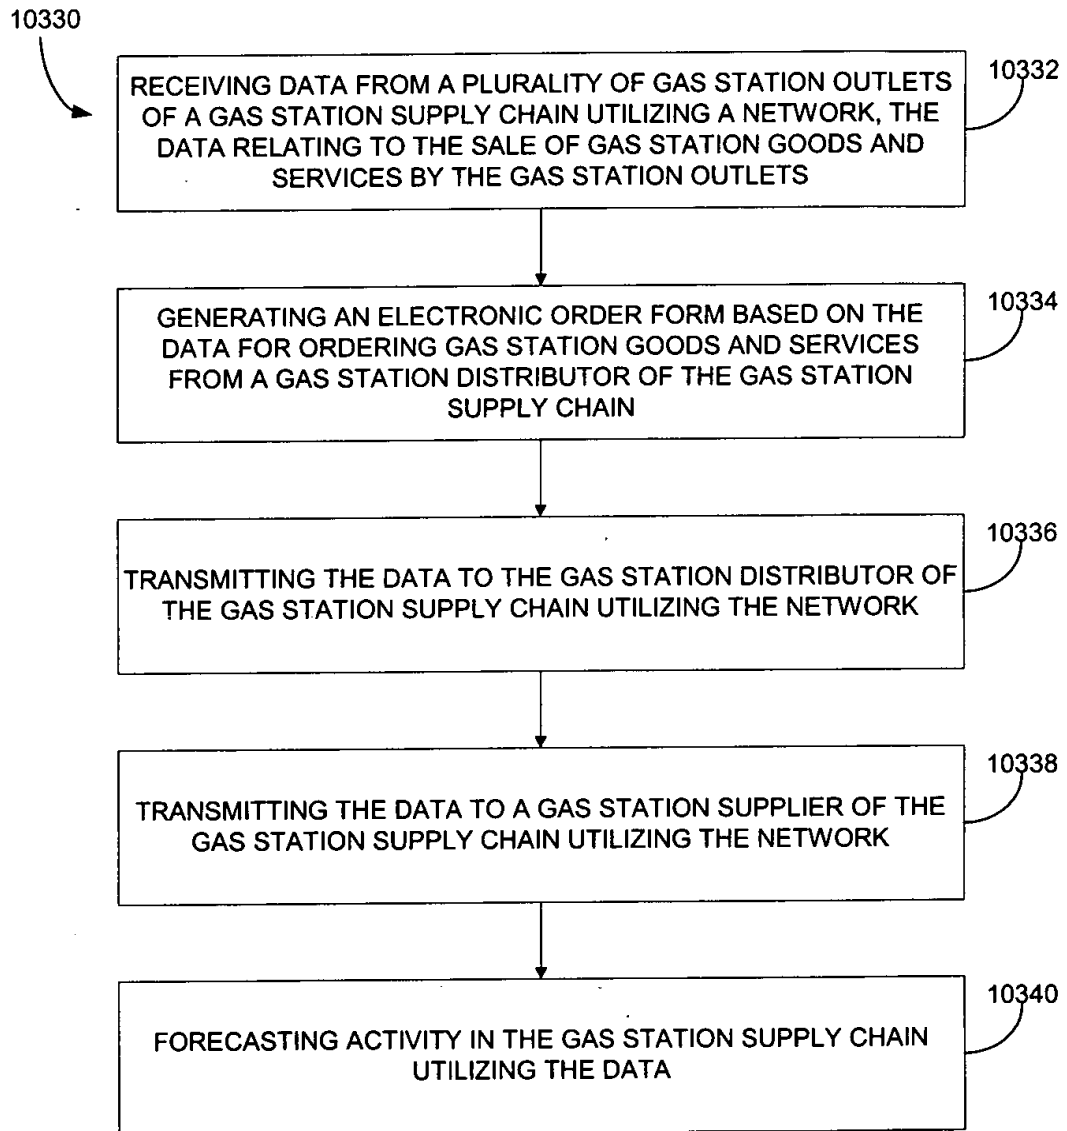 10330
RECEIVING DATA FROM A PLURALITY OF GAS STATION OUTLETS
OF A GAS STATION SUPPLY CHAIN UTILIZING A NETWORK, THE
DATA RELATING TO THE SALE OF GAS STATION GOODS AND
SERVICES BY THE GAS STATION OUTLETS
10332
GENERATING AN ELECTRONIC ORDER FORM BASED ON THE
DATA FOR ORDERING GAS STATION GOODS AND SERVICES
FROM A GAS STATION DISTRIBUTOR OF THE GAS STATION
SUPPLY CHAIN
10334
TRANSMITTING THE DATA TO THE GAS STATION DISTRIBUTOR OF
THE GAS STATION SUPPLY CHAIN UTILIZING THE NETWORK
10336
TRANSMITTING THE DATA TO A GAS STATION SUPPLIER OF THE
GAS STATION SUPPLY CHAIN UTILIZING THE NETWORK
10338
FORECASTING ACTIVITY IN THE GAS STATION SUPPLY CHAIN
UTILIZING THE DATA
10340